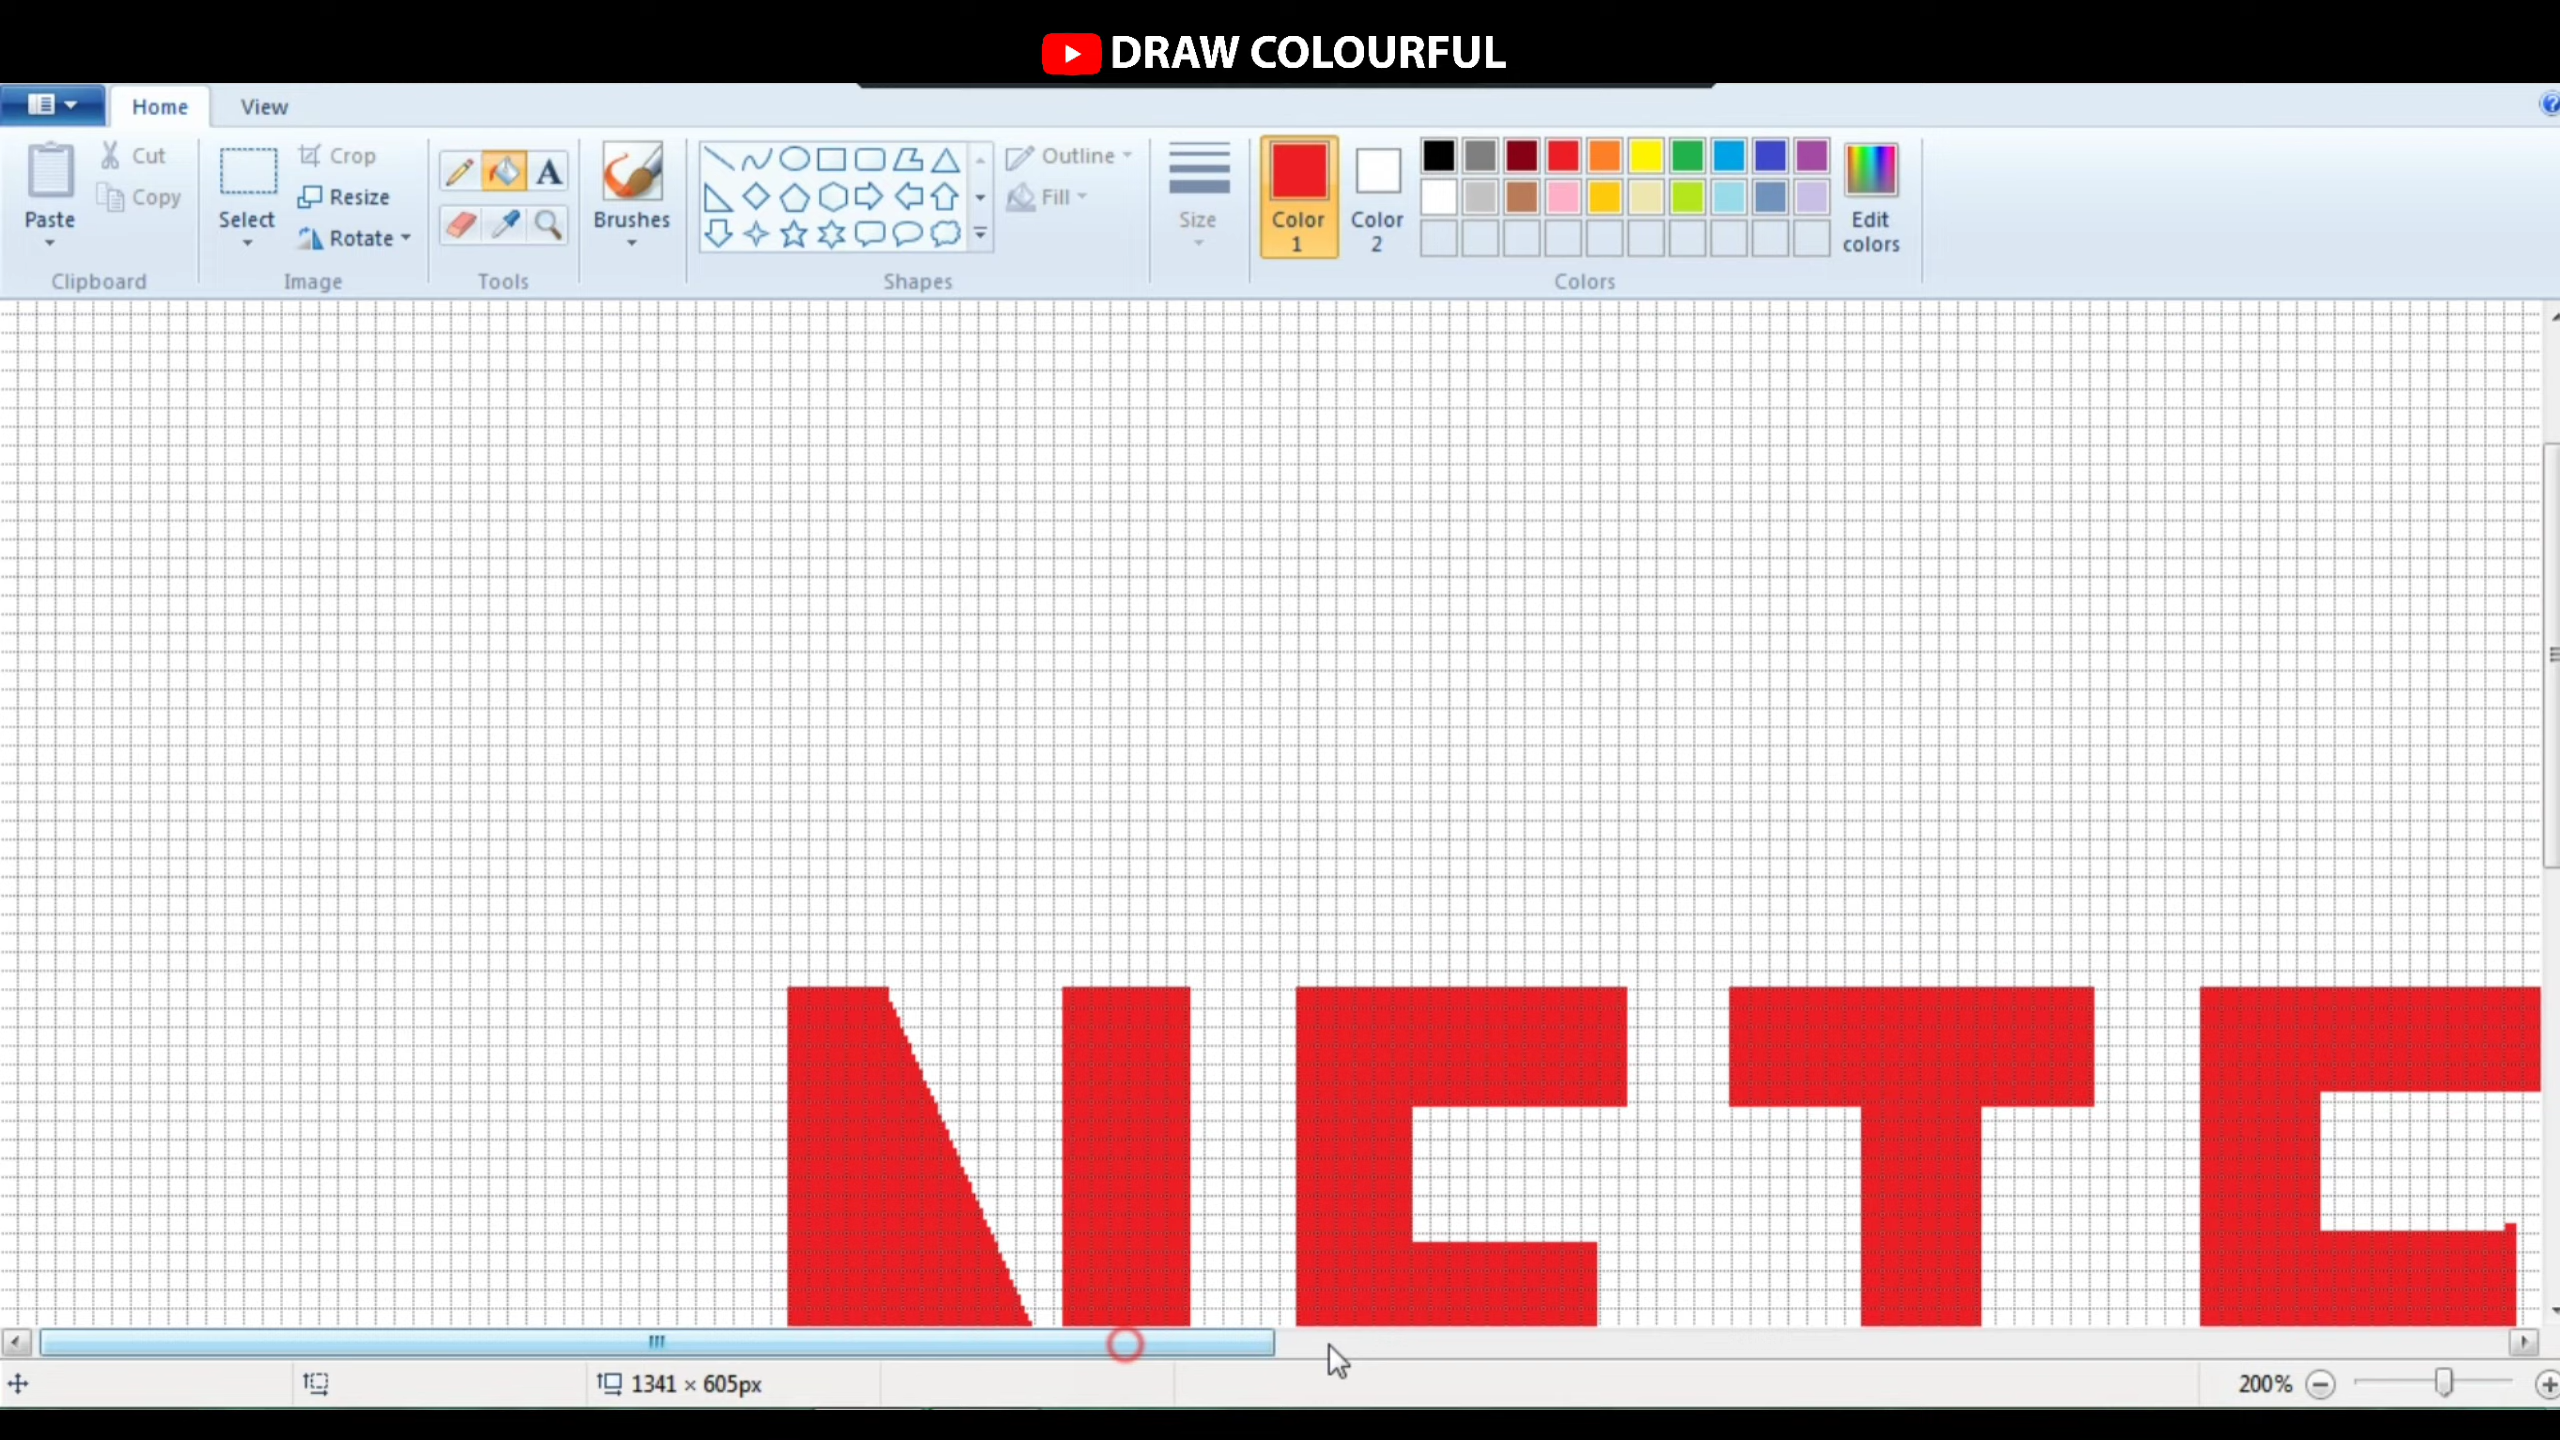 DRAW COLOURFUL
Home View
Cut
Copy
Paste
Clipboard
Crop
Resize
Rotate
Select
Image
A
Tools
Brushes
Outline
Fill
Shapes
Size
Color
1
Color
2
Edit
colors
Colors
1341 × 605px
200%